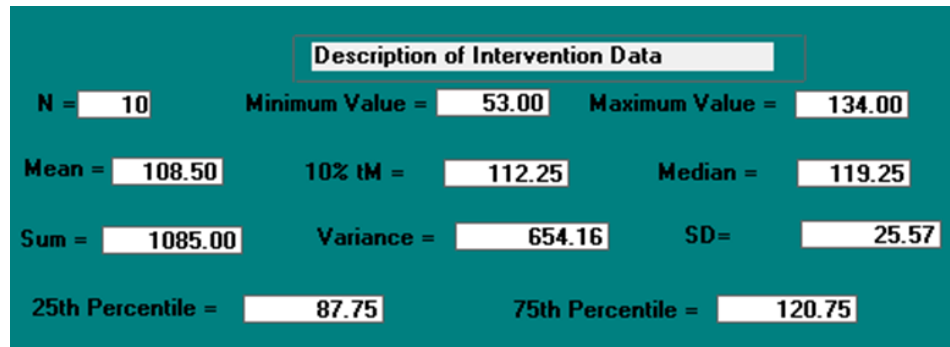 Description of Intervention Data
N = 10 Minimum Value = 53.00 Maximum Value = 134.00
Mean = 108.50 10% tM = 112.25 Median = 119.25
Sum = 1085.00 Variance = 654.16 SD= 25.57
25th Percentile = 87.75 75th Percentile = 120.75